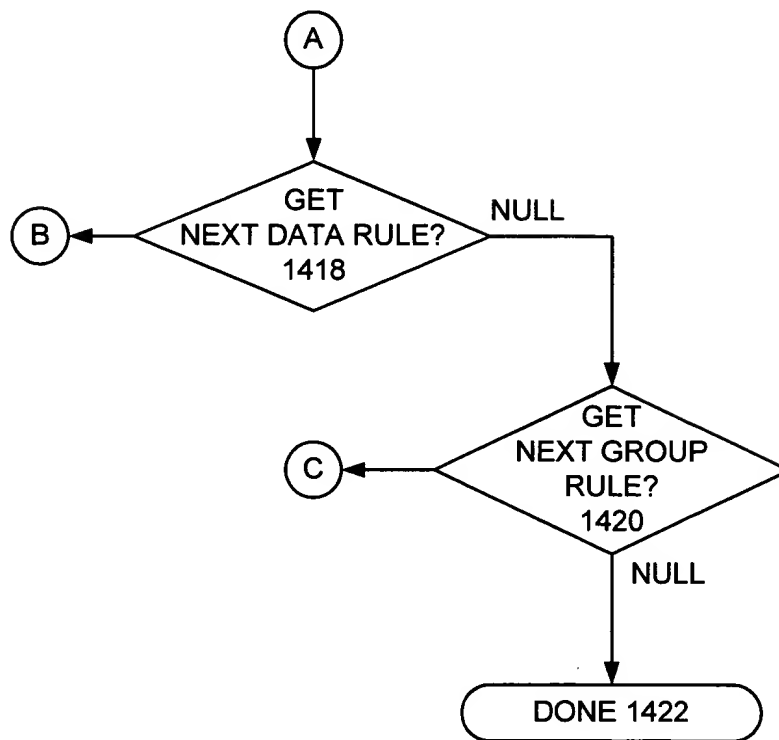 A
GET
NEXT DATA RULE?
1418
NULL
B
GET
NEXT GROUP
RULE?
1420
C
NULL
DONE 1422